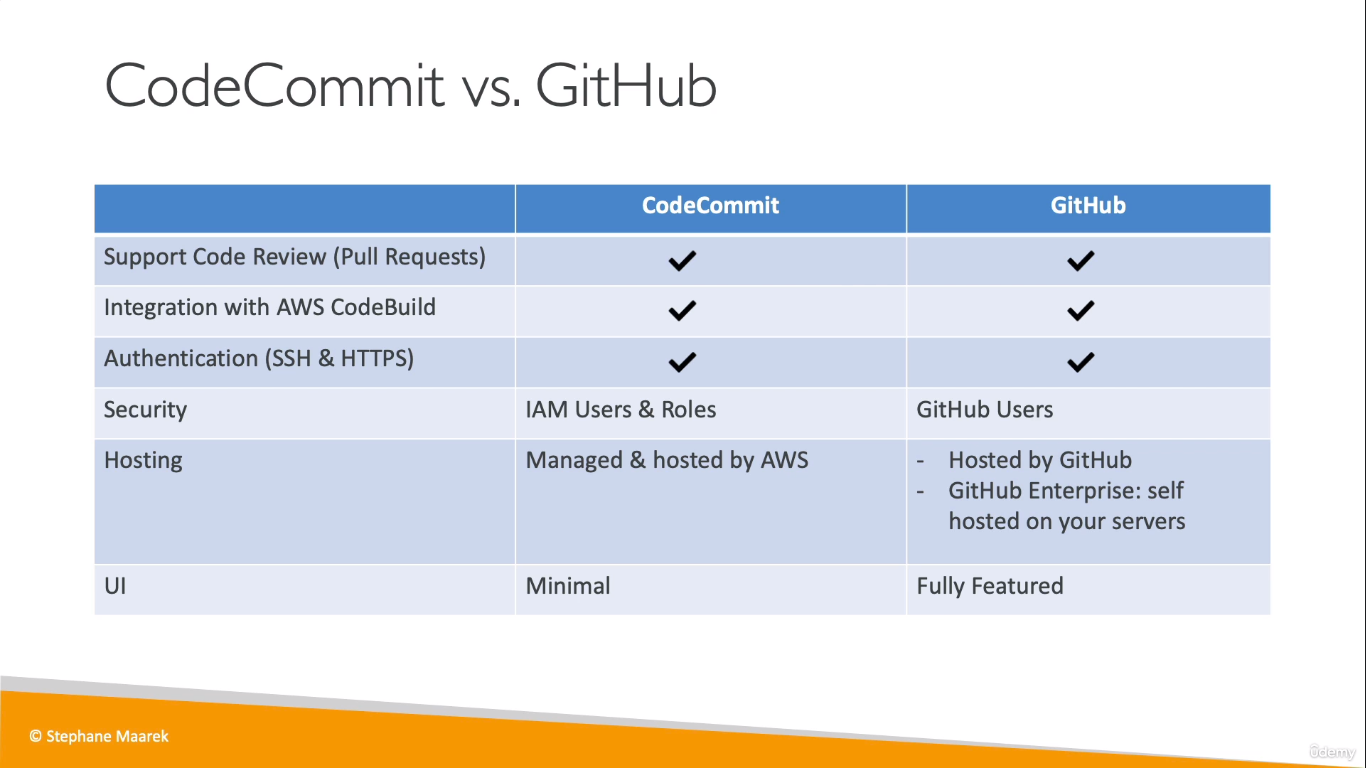 CodeCommit vs. GitHub
CodeCommit GitHub
Support Code Review (Pull Requests) ✔ ✔
Integration with AWS CodeBuild ✔ ✔
Authentication (SSH & HTTPS) ✔ ✔
Security IAM Users & Roles GitHub Users
Hosting Managed & hosted by AWS - Hosted by GitHub
- GitHub Enterprise: self
hosted on your servers
UI Minimal Fully Featured
© Stephane Maarek
ûdemy